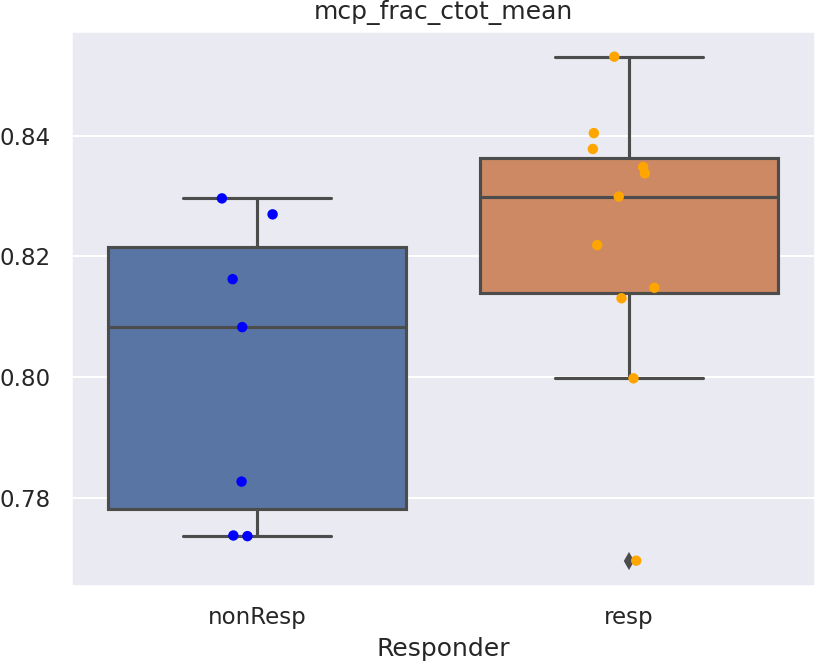 mcp_frac_ctot_mean
0.84
0.82
0.80
0.78
nonResp
resp
Responder